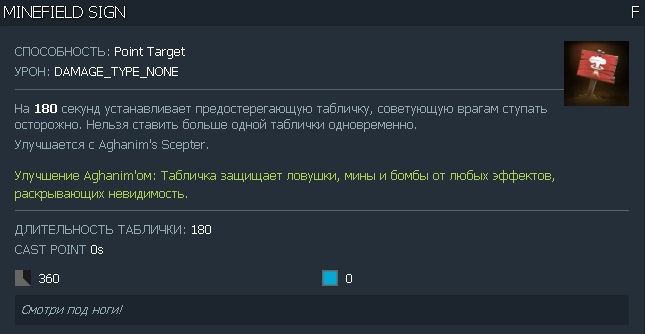 MINEFIELD SIGN F
СПОСОБНОСТЬ: Point Target
УРОН: DAMAGE_TYPE_NONE
На 180 секунд устанавливает предостерегающую табличку, советующую врагам ступать
осторожно. Нельзя ставить больше одной таблички одновременно.
Улучшается с Aghanim's Scepter.
Улучшение Aghanim'ом: Табличка защищает ловушки, мины и бомбы от любых эффектов,
раскрывающих невидимость.
ДЛИТЕЛЬНОСТЬ ТАБЛИЧКИ: 180
CAST POINT 0s
360 0
Смотри под ноги!